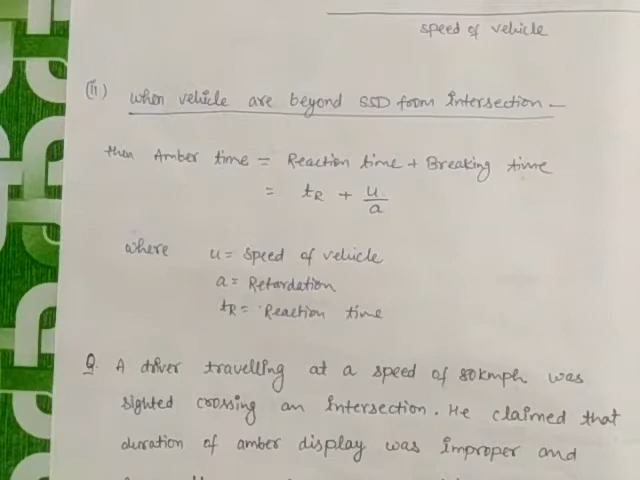 speed of vehicle
(ii) when vehicle are beyond SSD from intersection -
then Amber time = Reaction time + Breaking time
= tR + u/a
where u = speed of vehicle
a = Retardation
tR = Reaction time
Q. A driver travelling at a speed of 80kmph was
sighted crossing an intersection. He claimed that
duration of amber display was improper and